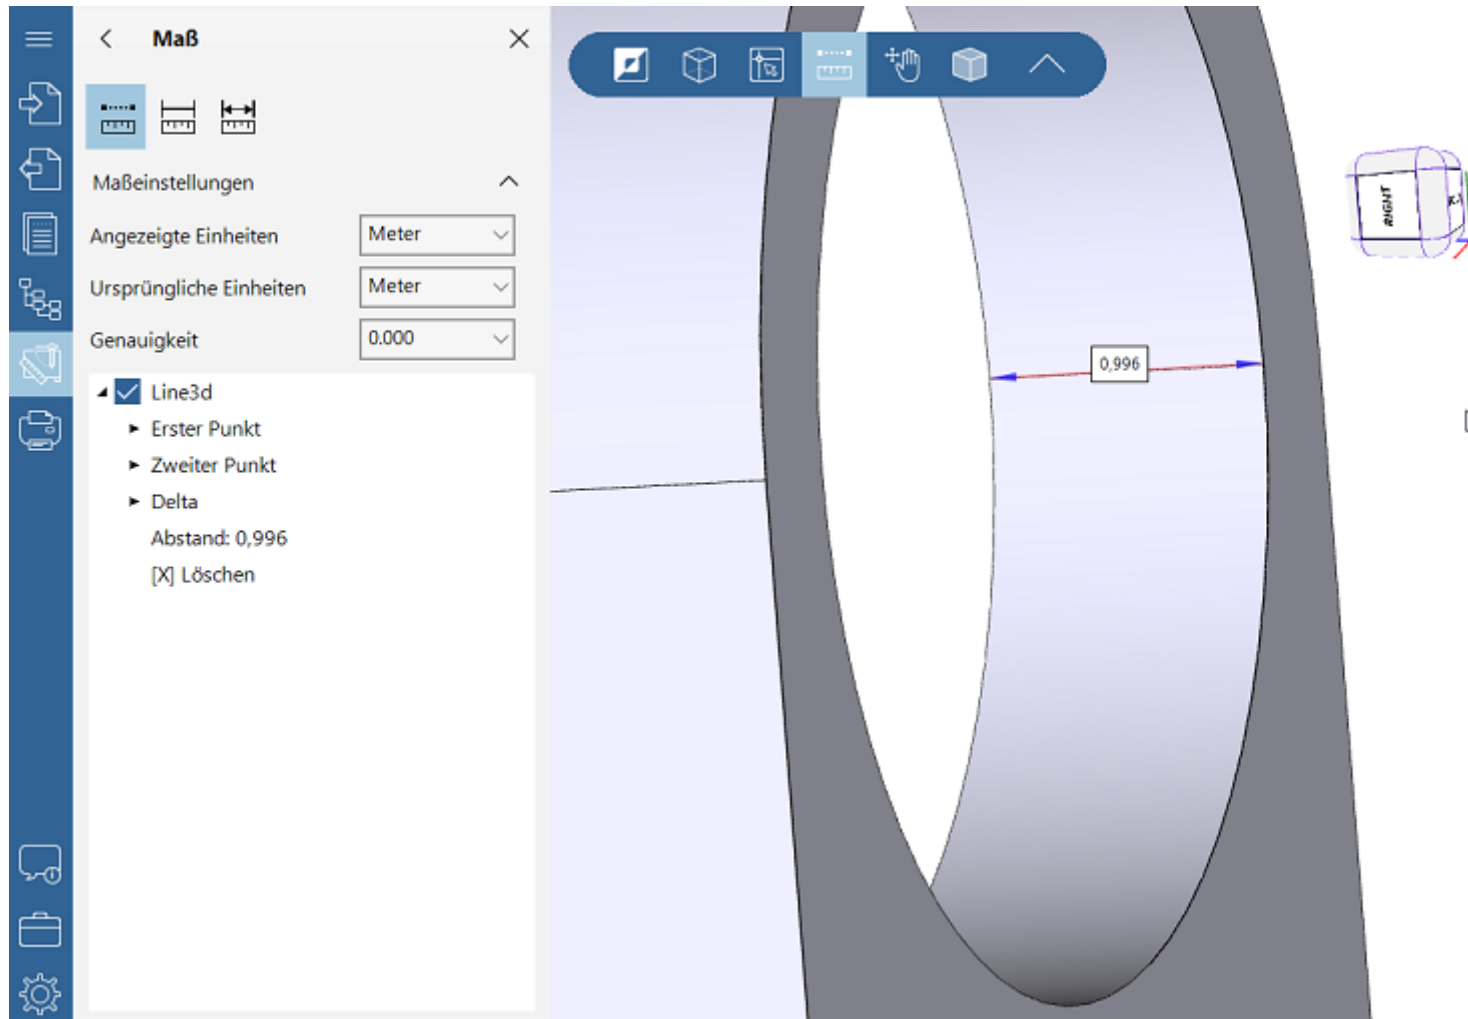 Maß
Maßeinstellungen
Angezeigte Einheiten
Meter
Ursprüngliche Einheiten
Meter
Genauigkeit
0.000
Line3d
Erster Punkt
Zweiter Punkt
Delta
Abstand: 0,996
[X] Löschen
0,996
RIGHT